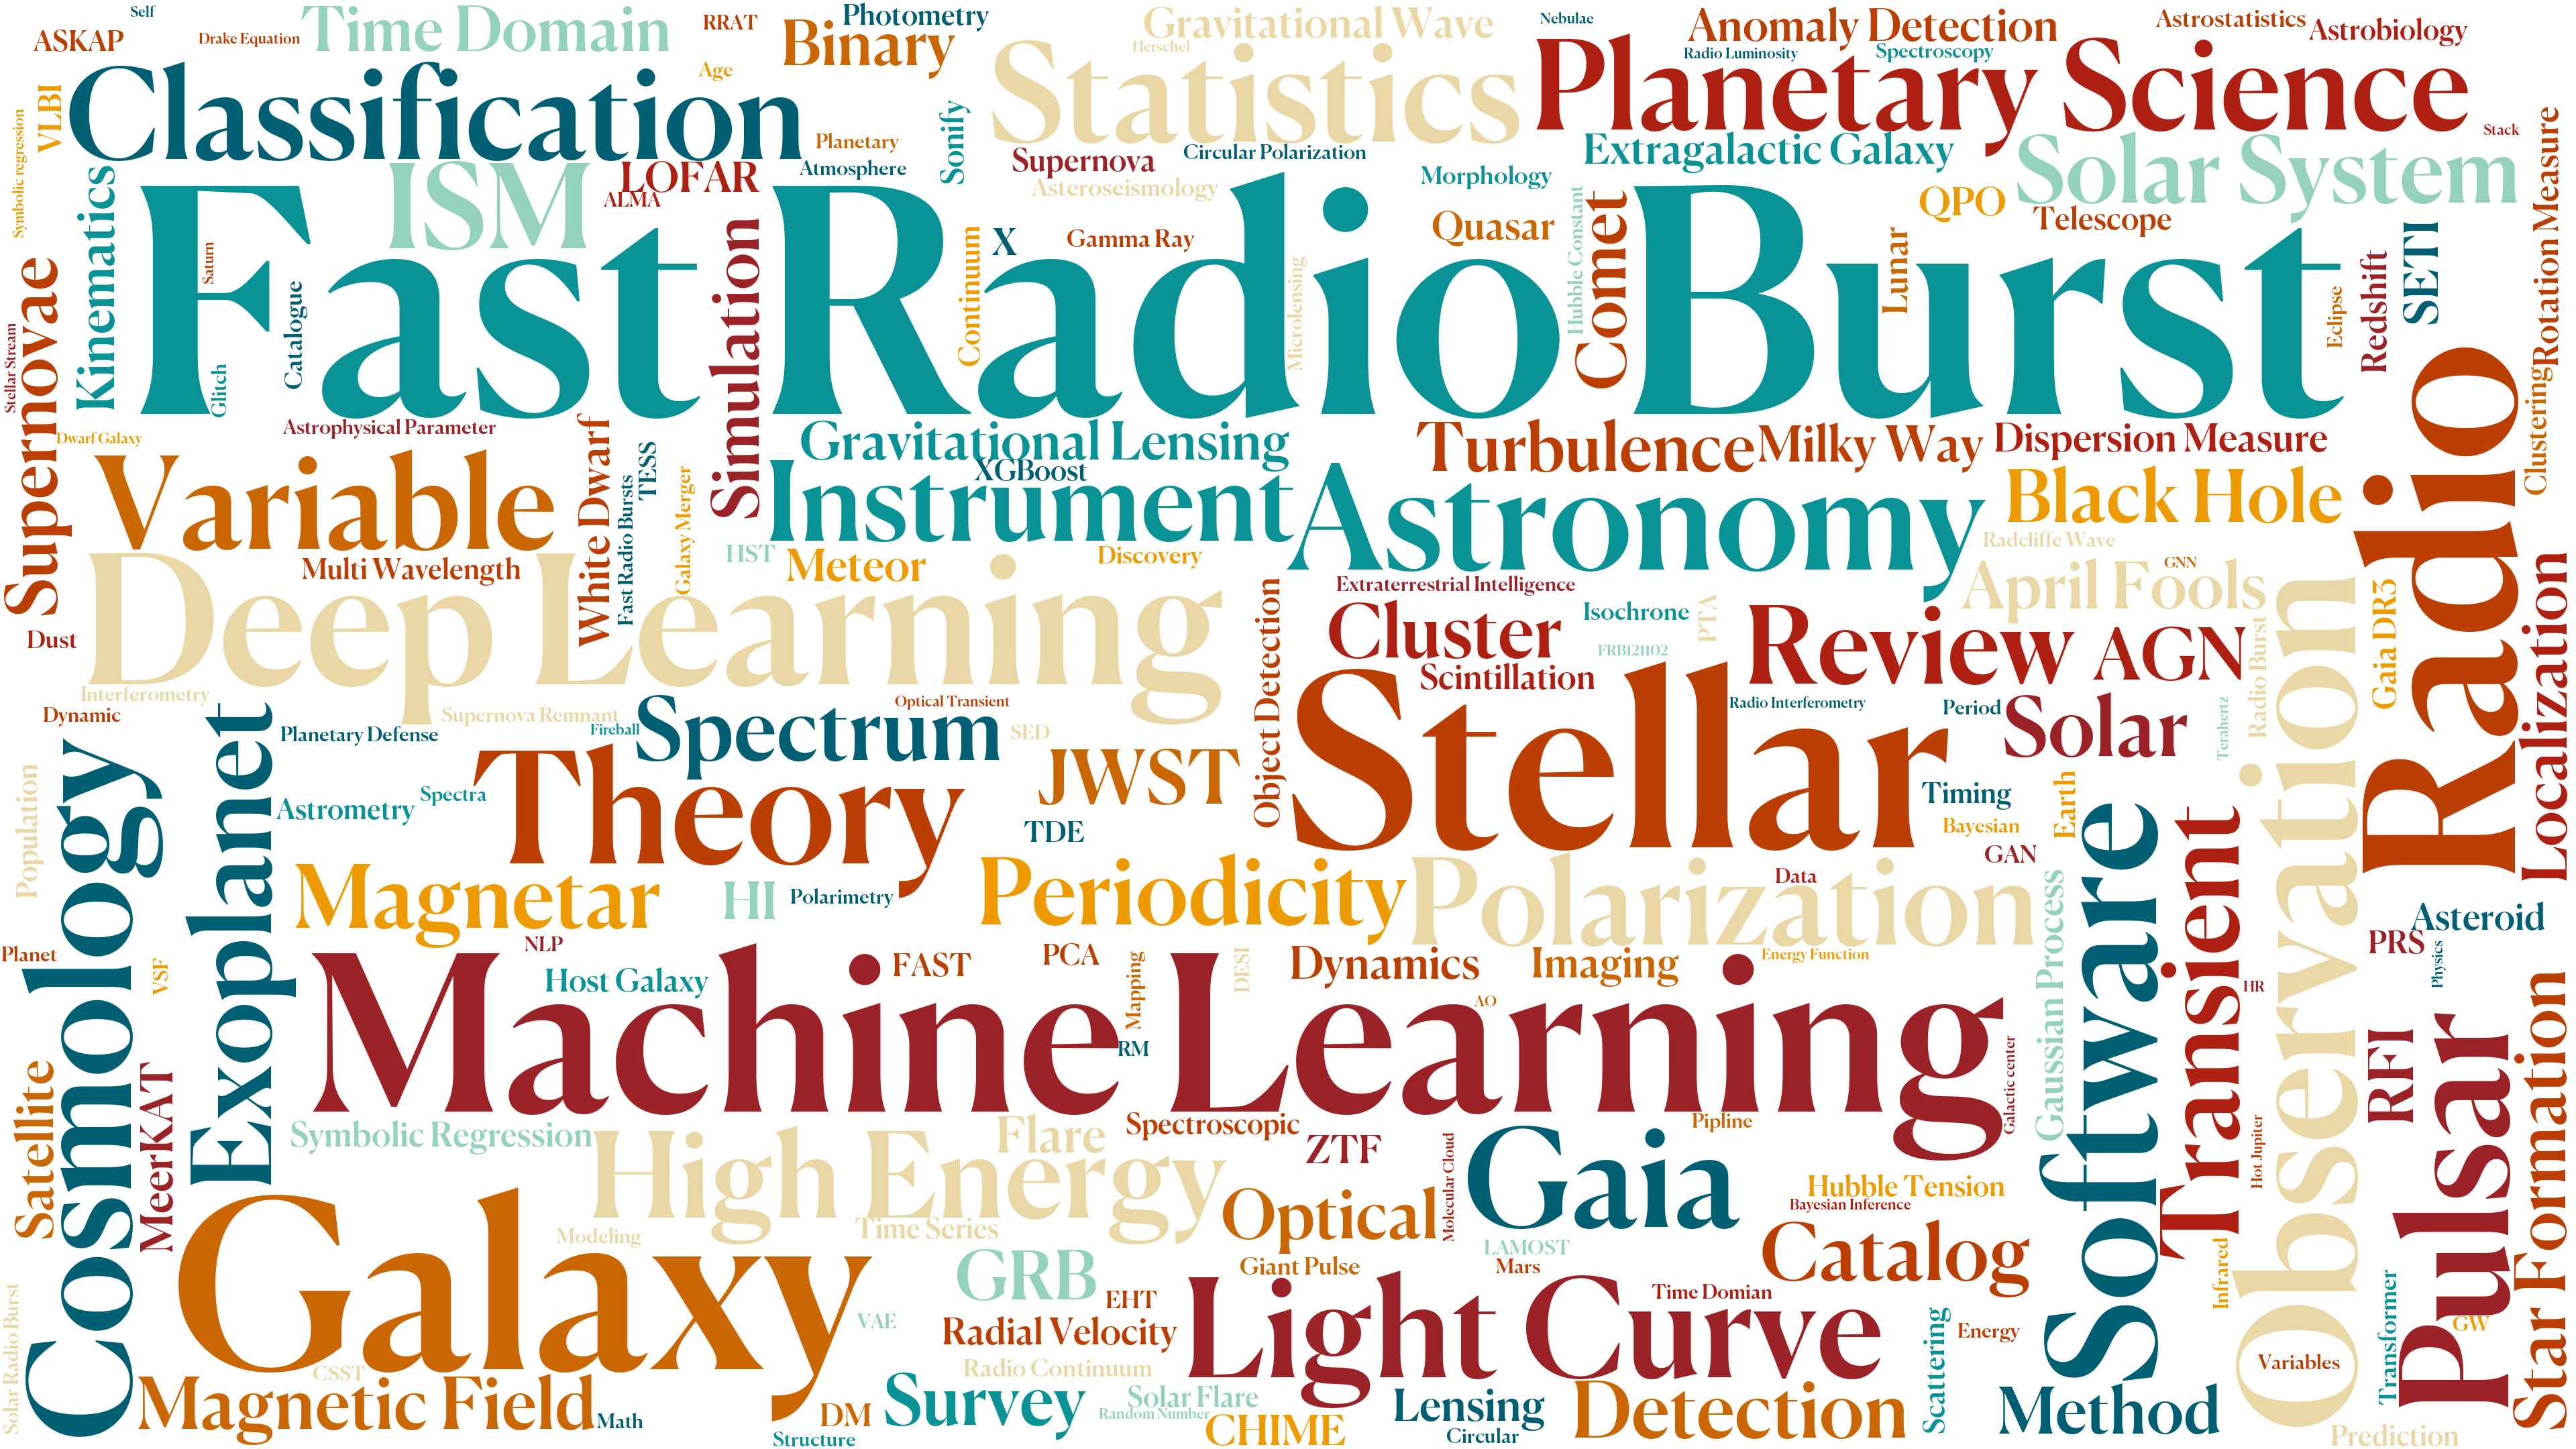 Self
ASKAP
Drake Equation
Time Domain
RRAT
Photometry
Binary
Age
Gravitational Wave
Herschel
Statistics
Nebulae
Anomaly Detection
Radio Luminosity
Spectroscopy
Astrostatistics
Astrobiology
Planetary Science
Stack
Symbolic regression
VLBI
Classification
Planetary
Atmosphere
Sonify
Supernova
Circular Polarization
Asteroseismology
Morphology
Extragalactic Galaxy
Solar System
Rotation Measure
Kinematics
ISM
LOFAR
ALMA
Fast Radio Burst
Saturn
Glitch
Catalogue
Simulation
Continuum
X
Gamma Ray
Microlensing
Quasar
Hubble Constant
Comet
QPO
Lunar
Telescope
Eclipse
Redshift
SETI
Clustering
Stellar Stream
Supernovae
Dwarf Galaxy
Astrophysical Parameter
White Dwarf
Fast Radio Bursts
TESS
Galaxy Merger
Gravitational Lensing
XGBoost
Turbulence
Milky Way
Dispersion Measure
Radio
Variable
Instrument
Astronomy
Black Hole
Radcliffe Wave
Multi Wavelength
HST
Meteor
Discovery
GNN
April Fools
Deep Learning
Object Detection
Extraterrestrial Intelligence
Cluster
Isochrone
PTA
FRB121102
Scintillation
Review
AGN
Radio Burst
Gaia DR3
Localization
Dust
Interferometry
Dynamic
Supernova Remnant
Optical Transient
Planetary Defense
Fireball
Spectrum
SED
Stellar
Radio Interferometry
Period
Solar
Terahertz
Observation
Cosmology
Exoplanet
Population
Astrometry
Spectra
Theory
JWST
TDE
Timing
Bayesian
Earth
GAN
Software
Transient
Magnetar
HI
Polarimetry
Periodicity
Polarization
Data
Gaussian Process
Asteroid
PRS
Physics
Planet
VSF
NLP
Host Galaxy
FAST
PCA
Mapping
DESI
Dynamics
Imaging
Energy Function
AO
HR
Machine Learning
RM
Galactic center
RFI
Pulsar
Star Formation
Satellite
MeerKAT
Symbolic Regression
High Energy
Flare
Spectroscopic
ZTF
Molecular Cloud
Gaia
Pipline
Hot Jupiter
Hubble Tension
Bayesian Inference
Galaxy
Modeling
Time Series
Optical
LAMOST
Mars
Catalog
Infrared
GRB
Giant Pulse
EHT
Radial Velocity
VAE
Light Curve
Time Domian
Energy
Scattering
Variables
Transformer
GW
Solar Radio Burst
CSST
Radio Continuum
Magnetic Field
Math
DM
Structure
Survey
Solar Flare
Random Number
CHIME
Lensing
Circular
Detection
Method
Prediction